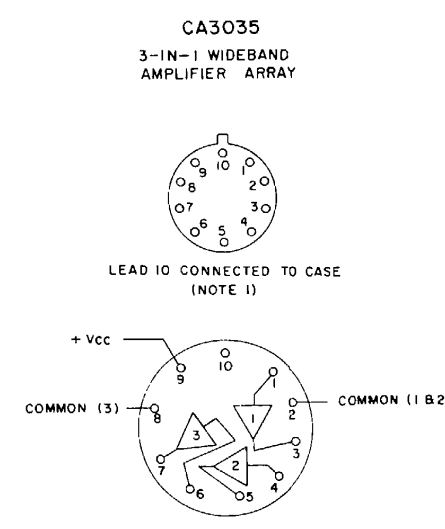 CA3035
3-IN-1 WIDEBAND
AMPLIFIER ARRAY
10
9
1
8
2
7
3
6
4
5
LEAD 10 CONNECTED TO CASE
(NOTE 1)
+ Vcc
9
10
1
COMMON (3)
8
2
COMMON (1 & 2
3
1
2
3
7
6
5
4